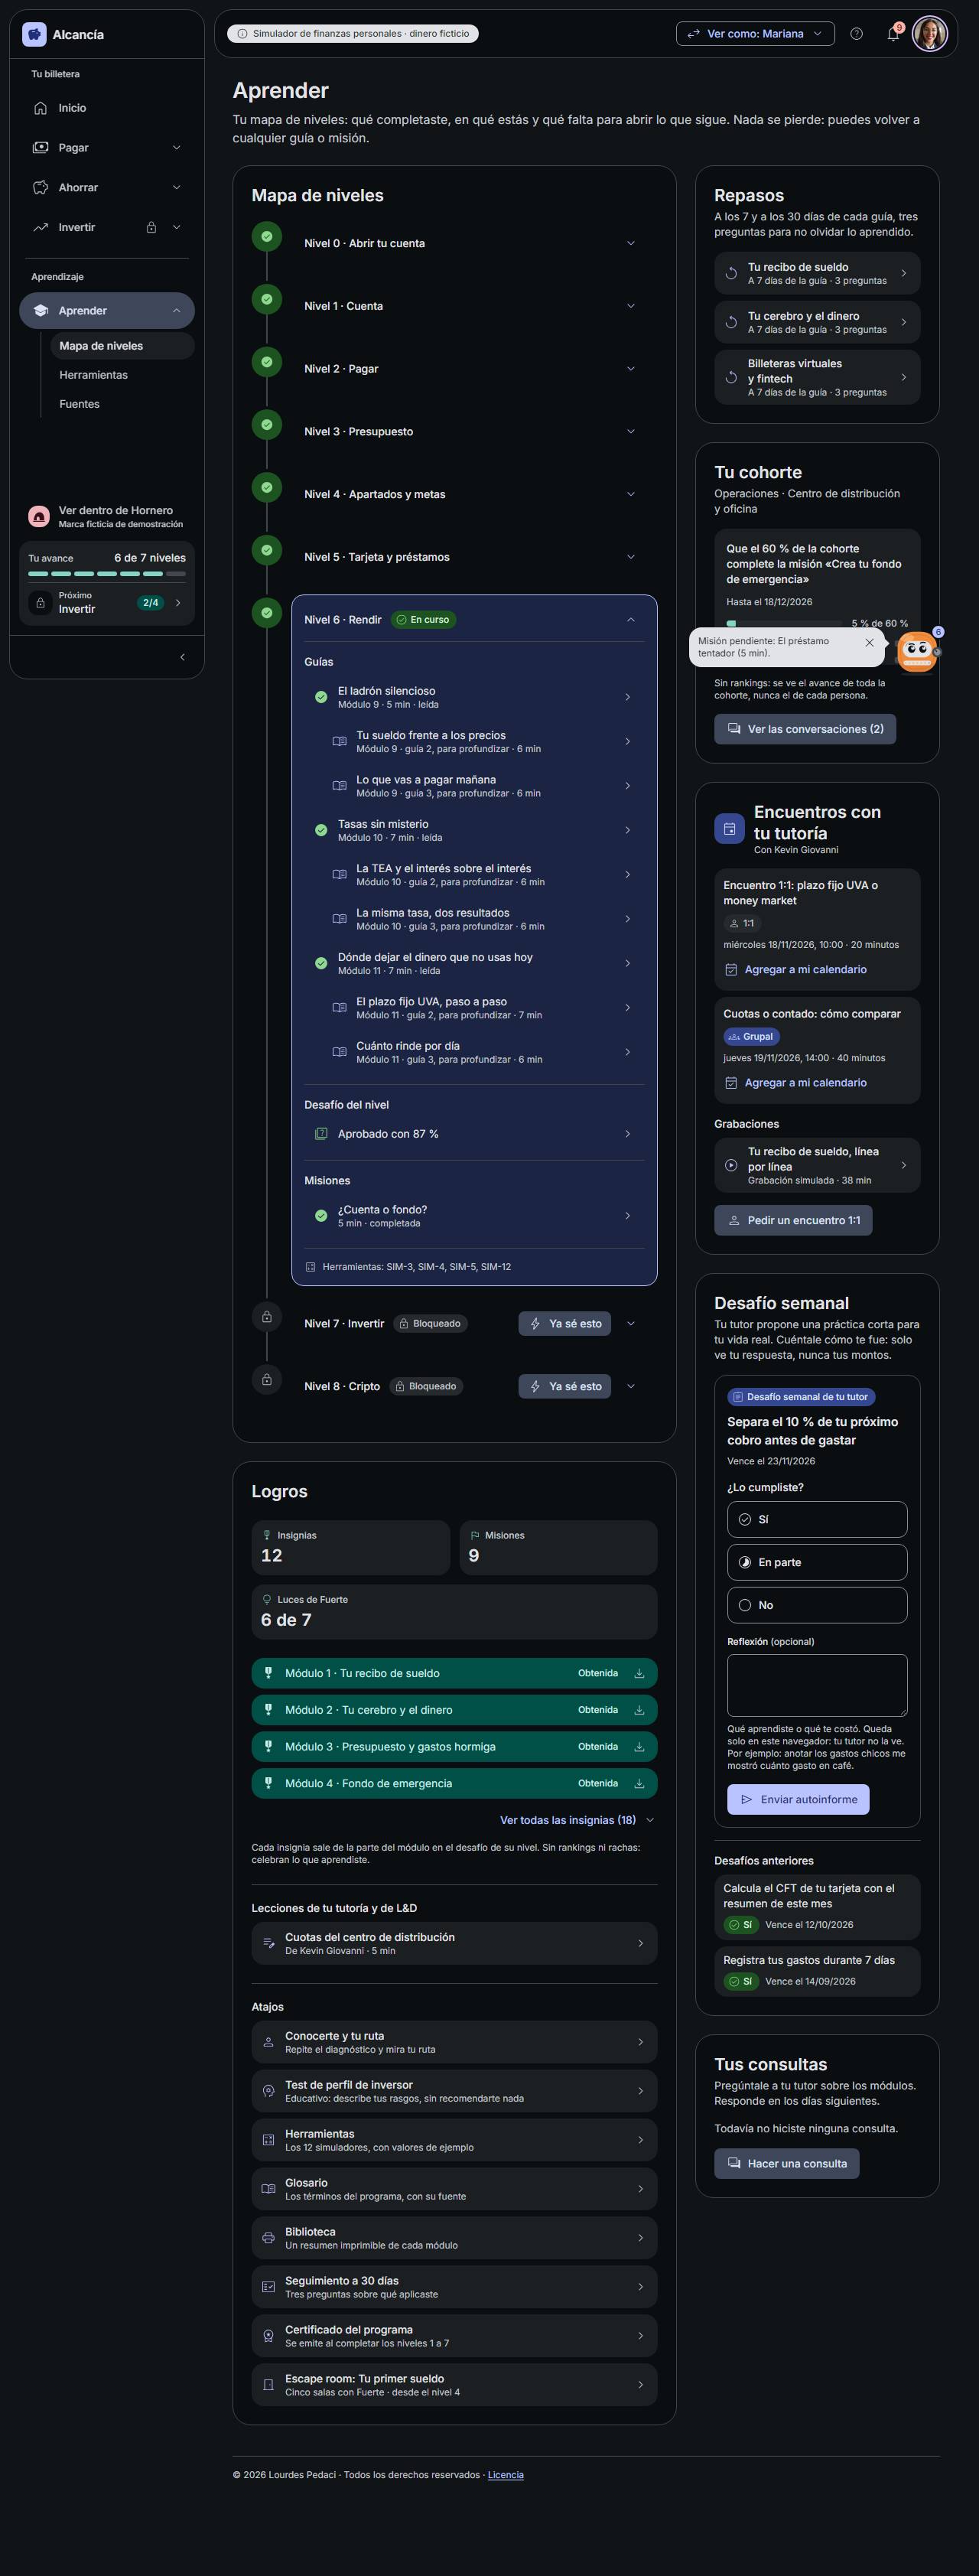 Alcancía
Tu billetera
Inicio
Pagar
Ahorrar
Invertir
Aprendizaje
Aprender
Mapa de niveles
Herramientas
Fuentes
Ver dentro de Hornero
Marca ficticia de demostración
Tu avance
6 de 7 niveles
Próximo
Invertir
2/4
Simulador de finanzas personales · dinero ficticio
Ver como: Mariana
9
Aprender
Tu mapa de niveles: qué completaste, en qué estás y qué falta para abrir lo que sigue. Nada se pierde: puedes volver a
cualquier guía o misión.
Mapa de niveles
Nivel 0 · Abrir tu cuenta
Nivel 1 · Cuenta
Nivel 2 · Pagar
Nivel 3 · Presupuesto
Nivel 4 · Apartados y metas
Nivel 5 · Tarjeta y préstamos
Nivel 6 · Rendir
En curso
Guías
El ladrón silencioso
Módulo 9 · 5 min · leída
Tu sueldo frente a los precios
Módulo 9 · guía 2, para profundizar · 6 min
Lo que vas a pagar mañana
Módulo 9 · guía 3, para profundizar · 6 min
Tasas sin misterio
Módulo 10 · 7 min · leída
La TEA y el interés sobre el interés
Módulo 10 · guía 2, para profundizar · 6 min
La misma tasa, dos resultados
Módulo 10 · guía 3, para profundizar · 6 min
Dónde dejar el dinero que no usas hoy
Módulo 11 · 7 min · leída
El plazo fijo UVA, paso a paso
Módulo 11 · guía 2, para profundizar · 7 min
Cuánto rinde por día
Módulo 11 · guía 3, para profundizar · 6 min
Desafío del nivel
Aprobado con 87 %
Misiones
¿Cuenta o fondo?
5 min · completada
Herramientas: SIM-3, SIM-4, SIM-5, SIM-12
Nivel 7 · Invertir
Bloqueado
Ya sé esto
Nivel 8 · Cripto
Bloqueado
Ya sé esto
Logros
Insignias
12
Misiones
9
Luces de Fuerte
6 de 7
Módulo 1 · Tu recibo de sueldo
Obtenida
Módulo 2 · Tu cerebro y el dinero
Obtenida
Módulo 3 · Presupuesto y gastos hormiga
Obtenida
Módulo 4 · Fondo de emergencia
Obtenida
Ver todas las insignias (18)
Cada insignia sale de la parte del módulo en el desafío de su nivel. Sin rankings ni rachas:
celebran lo que aprendiste.
Lecciones de tu tutoría y de L&D
Cuotas del centro de distribución
De Kevin Giovanni · 5 min
Atajos
Conocerte y tu ruta
Repite el diagnóstico y mira tu ruta
Test de perfil de inversor
Educativo: describe tus rasgos, sin recomendarte nada
Herramientas
Los 12 simuladores, con valores de ejemplo
Glosario
Los términos del programa, con su fuente
Biblioteca
Un resumen imprimible de cada módulo
Seguimiento a 30 días
Tres preguntas sobre qué aplicaste
Certificado del programa
Se emite al completar los niveles 1 a 7
Escape room: Tu primer sueldo
Cinco salas con Fuerte · desde el nivel 4
Repasos
A los 7 y a los 30 días de cada guía, tres
preguntas para no olvidar lo aprendido.
Tu recibo de sueldo
A 7 días de la guía · 3 preguntas
Tu cerebro y el dinero
A 7 días de la guía · 3 preguntas
Billeteras virtuales
y fintech
A 7 días de la guía · 3 preguntas
Tu cohorte
Operaciones · Centro de distribución
y oficina
Que el 60 % de la cohorte
complete la misión «Crea tu fondo
de emergencia»
Hasta el 18/12/2026
5 % de 60 %
Misión pendiente: El préstamo
tentador (5 min).
6
Sin rankings: se ve el avance de toda la
cohorte, nunca el de cada persona.
Ver las conversaciones (2)
Encuentros con
tu tutoría
Con Kevin Giovanni
Encuentro 1:1: plazo fijo UVA o
money market
1:1
miércoles 18/11/2026, 10:00 · 20 minutos
Agregar a mi calendario
Cuotas o contado: cómo comparar
Grupal
jueves 19/11/2026, 14:00 · 40 minutos
Agregar a mi calendario
Grabaciones
Tu recibo de sueldo, línea
por línea
Grabación simulada · 38 min
Pedir un encuentro 1:1
Desafío semanal
Tu tutor propone una práctica corta para
tu vida real. Cuéntale cómo te fue: solo
ve tu respuesta, nunca tus montos.
Desafío semanal de tu tutor
Separa el 10 % de tu próximo
cobro antes de gastar
Vence el 23/11/2026
¿Lo cumpliste?
Sí
En parte
No
Reflexión (opcional)
Qué aprendiste o qué te costó. Queda
solo en este navegador: tu tutor no la ve.
Por ejemplo: anotar los gastos chicos me
mostró cuánto gasto en café.
Enviar autoinforme
Desafíos anteriores
Calcula el CFT de tu tarjeta con el
resumen de este mes
Sí
Vence el 12/10/2026
Registra tus gastos durante 7 días
Sí
Vence el 14/09/2026
Tus consultas
Pregúntale a tu tutor sobre los módulos.
Responde en los días siguientes.
Todavía no hiciste ninguna consulta.
Hacer una consulta
© 2026 Lourdes Pedaci · Todos los derechos reservados · Licencia